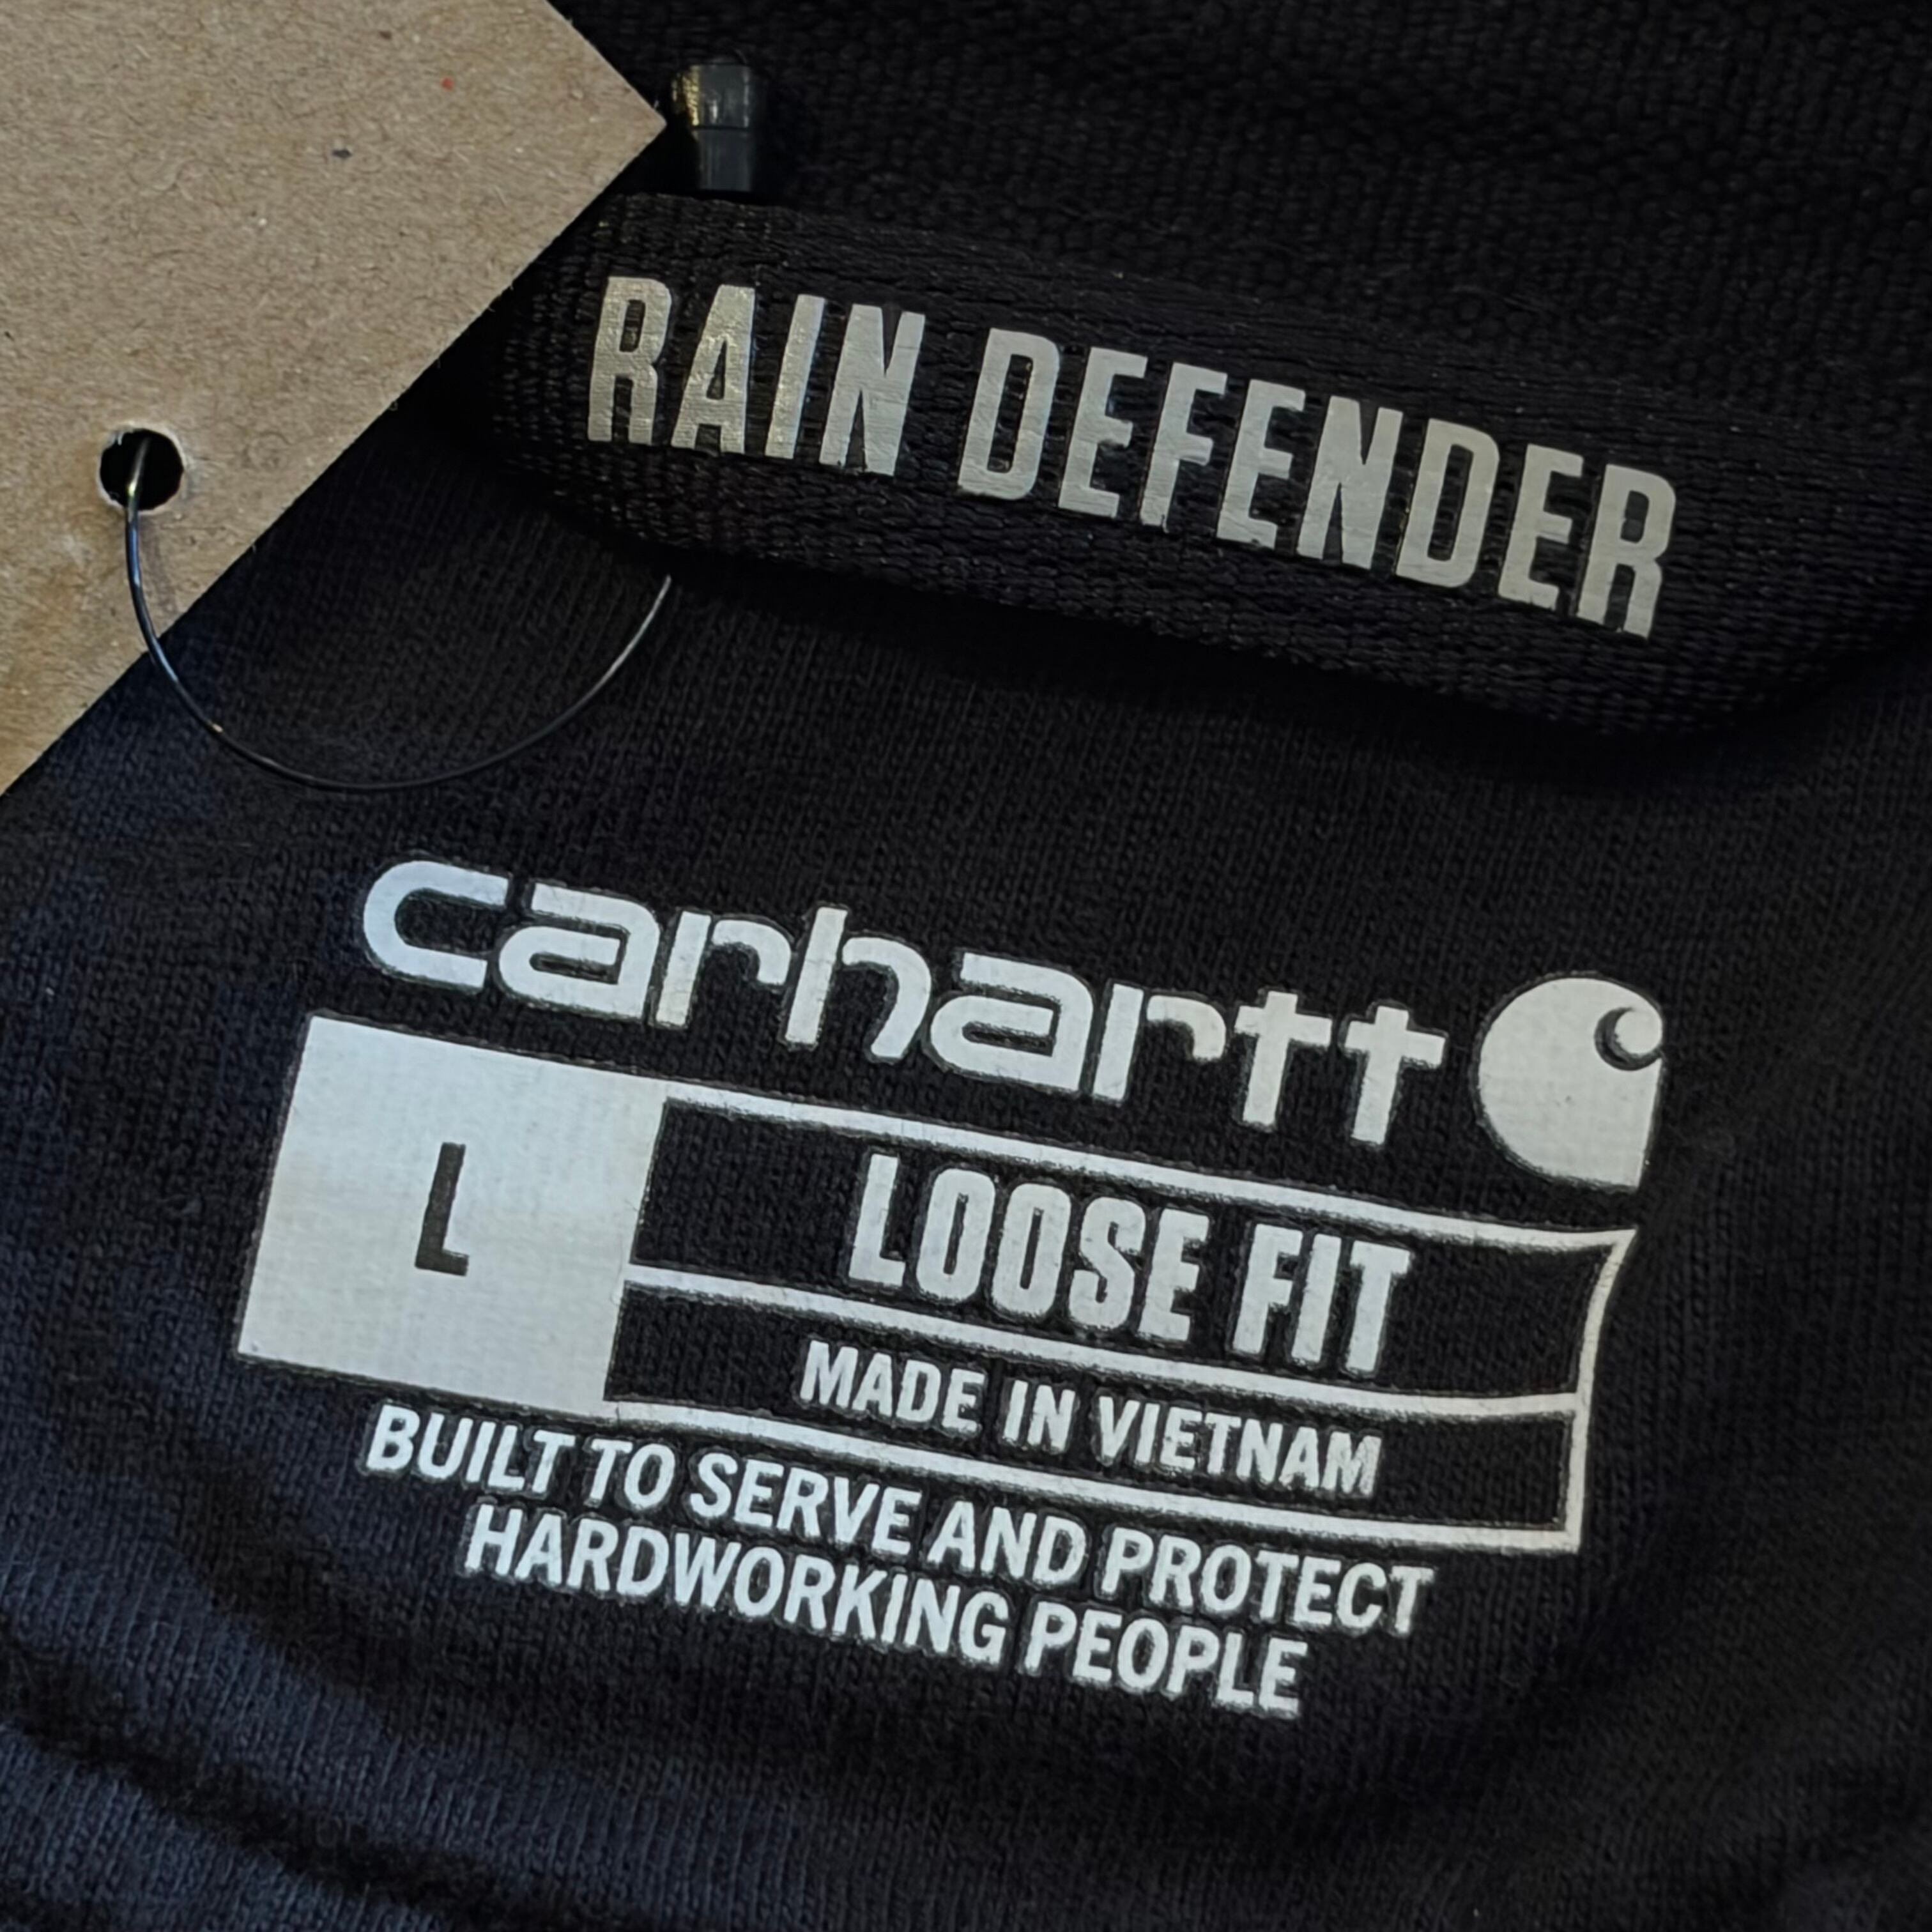 RAIN DEFENDER
carhartt
L
LOOSE FIT
MADE IN VIETNAM
BUILT TO SERVE AND PROTECT
HARDWORKING PEOPLE